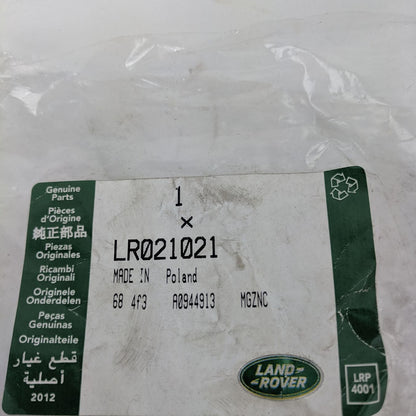 Genuine
Parts
Pièces
d'Origine
純正部品
Piezas
Originales
Ricambi
Originali
Originele
Onderdelen
Peças
Genuinas
Originalteile
قطع غيار
أصلية
2012
1
×
LR021021
MADE IN Poland
68 4f3 A0944913 MGZNC
LAND-
ROVER
LRP
4001